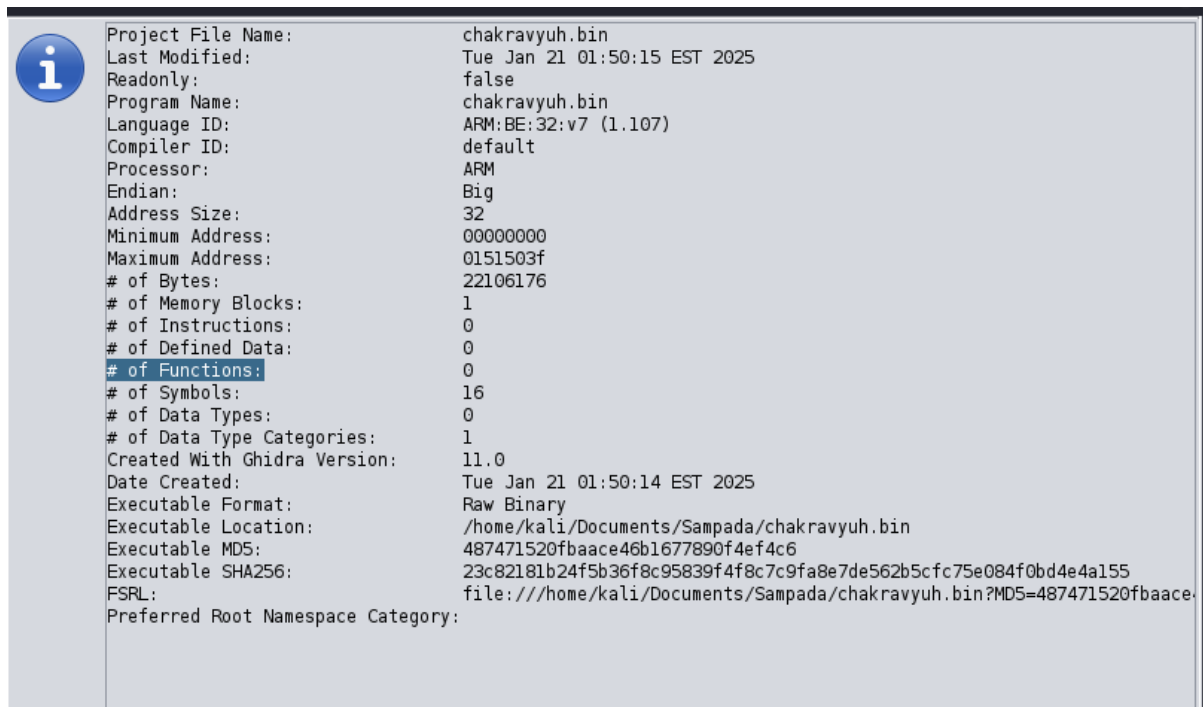 Project File Name: chakravyuh.bin
Last Modified: Tue Jan 21 01:50:15 EST 2025
Readonly: false
Program Name: chakravyuh.bin
Language ID: ARM:BE:32:v7 (1.107)
Compiler ID: default
Processor: ARM
Endian: Big
Address Size: 32
Minimum Address: 00000000
Maximum Address: 0151503f
# of Bytes: 22106176
# of Memory Blocks: 1
# of Instructions: 0
# of Defined Data: 0
# of Functions: 0
# of Symbols: 16
# of Data Types: 0
# of Data Type Categories: 1
Created With Ghidra Version: 11.0
Date Created: Tue Jan 21 01:50:14 EST 2025
Executable Format: Raw Binary
Executable Location: /home/kali/Documents/Sampada/chakravyuh.bin
Executable MD5: 487471520fbaace46b1677890f4ef4c6
Executable SHA256: 23c82181b24f5b36f8c95839f4f8c7c9fa8e7de562b5cfc75e084f0bd4e4a155
FSRL: file:///home/kali/Documents/Sampada/chakravyuh.bin?MD5=487471520fbaace4
Preferred Root Namespace Category: